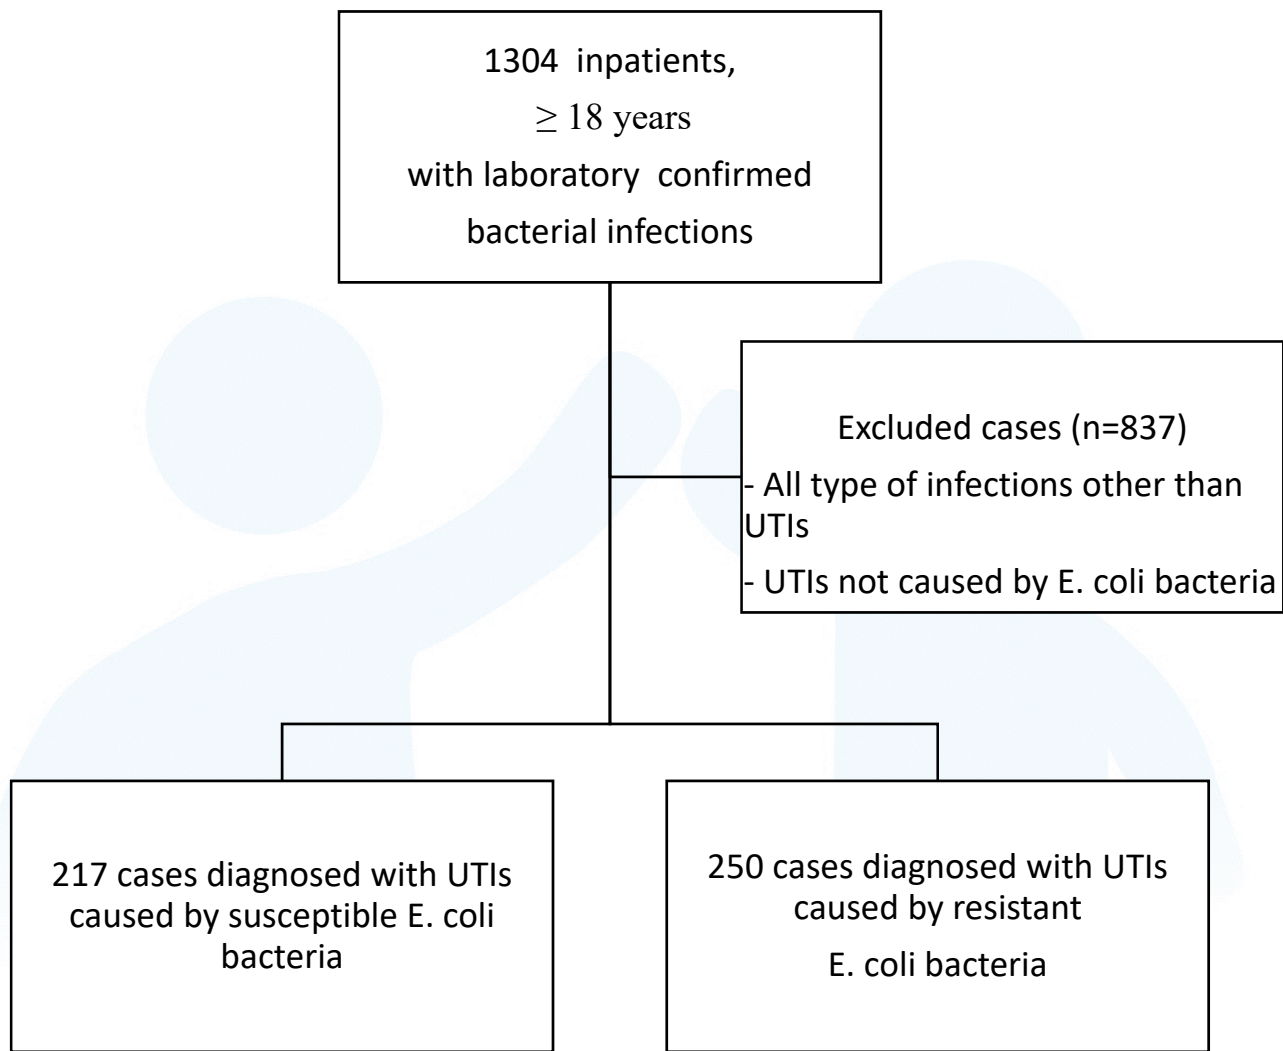 1304 inpatients,
≥ 18 years
with laboratory confirmed
bacterial infections
Excluded cases (n=837)
- All type of infections other than
UTIs
- UTIs not caused by E. coli bacteria
217 cases diagnosed with UTIs
caused by susceptible E. coli
bacteria
250 cases diagnosed with UTIs
caused by resistant
E. coli bacteria